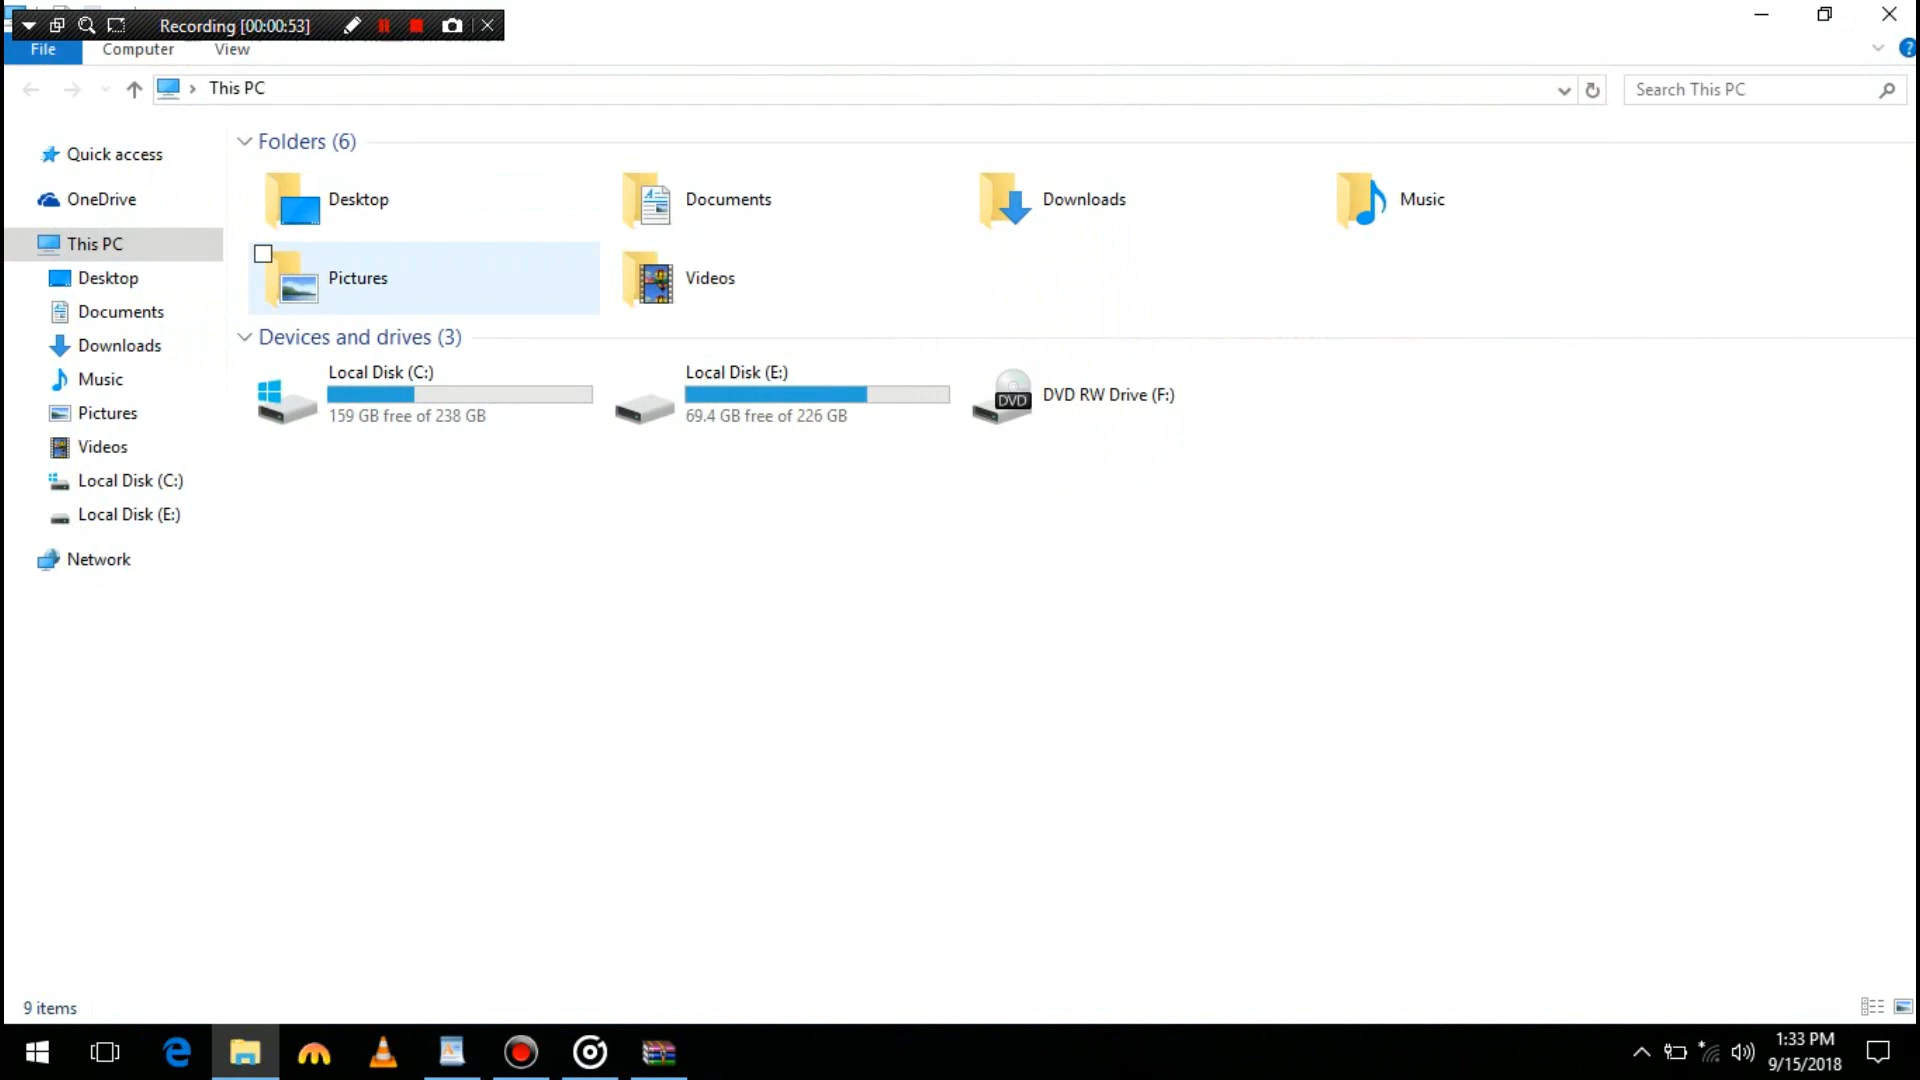 Recording [00:00:53]
File Computer View
This PC
Search This PC
Quick access
OneDrive
This PC
Desktop
Documents
Downloads
Music
Pictures
Videos
Local Disk (C:)
Local Disk (E:)
Network
Folders (6)
Desktop
Documents
Downloads
Music
Pictures
Videos
Devices and drives (3)
Local Disk (C:)
159 GB free of 238 GB
Local Disk (E:)
69.4 GB free of 226 GB
DVD
DVD RW Drive (F:)
9 items
1:33 PM
9/15/2018